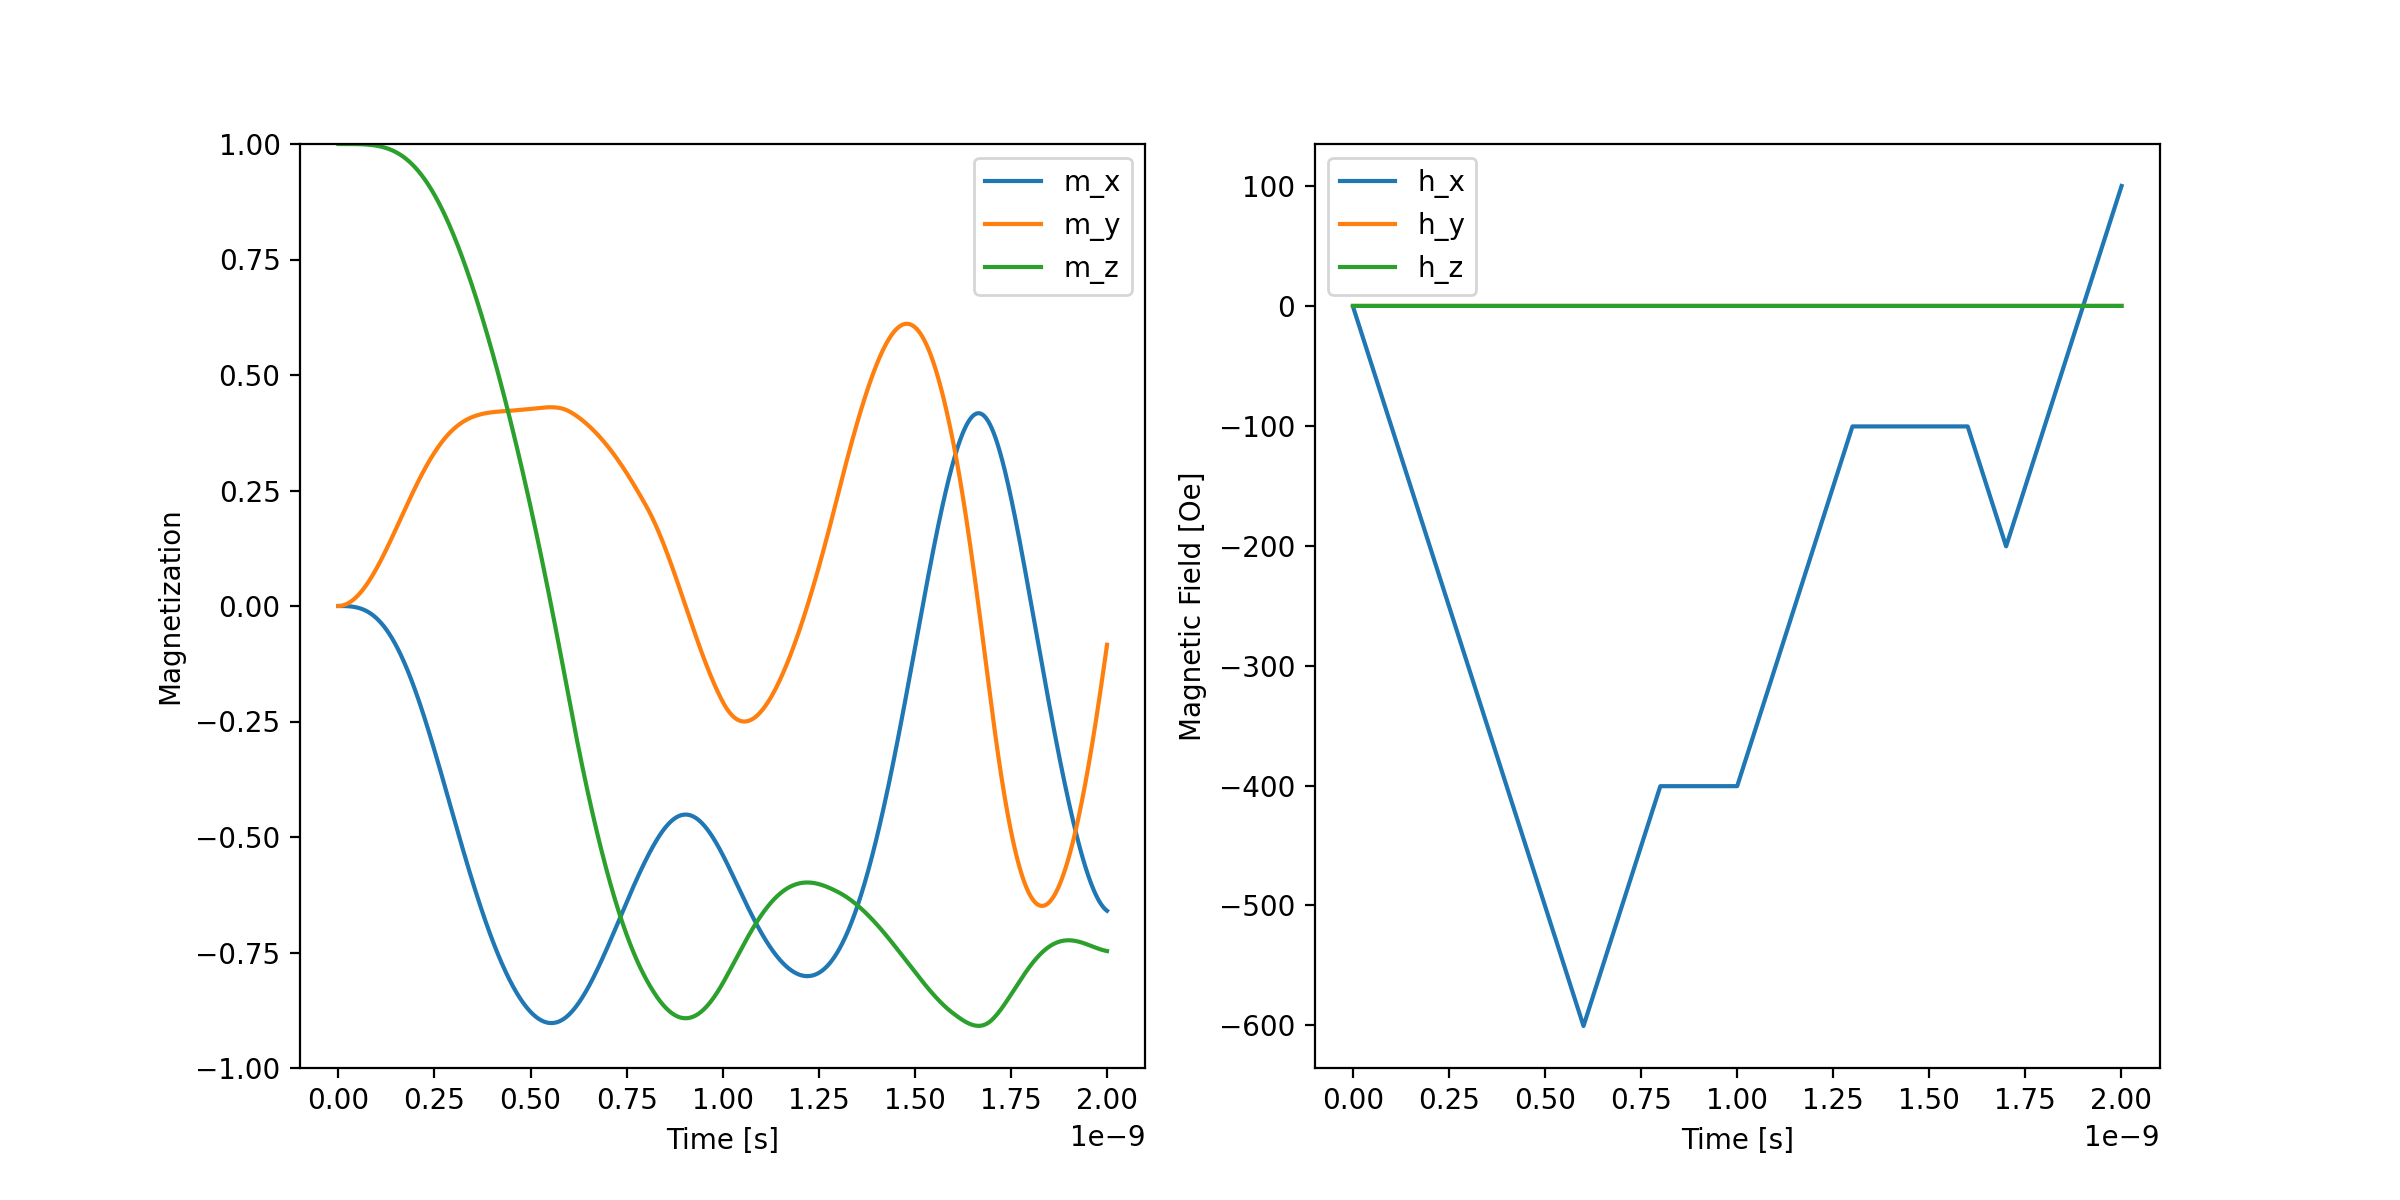 1.00
0.75
0.50
0.25
0.00
−0.25
−0.50
−0.75
−1.00
Magnetization
m_x
m_y
m_z
0.00 0.25 0.50 0.75 1.00 1.25 1.50 1.75 2.00
Time [s]
1e−9
100
0
−100
−200
−300
−400
−500
−600
Magnetic Field [Oe]
h_x
h_y
h_z
0.00 0.25 0.50 0.75 1.00 1.25 1.50 1.75 2.00
Time [s]
1e−9